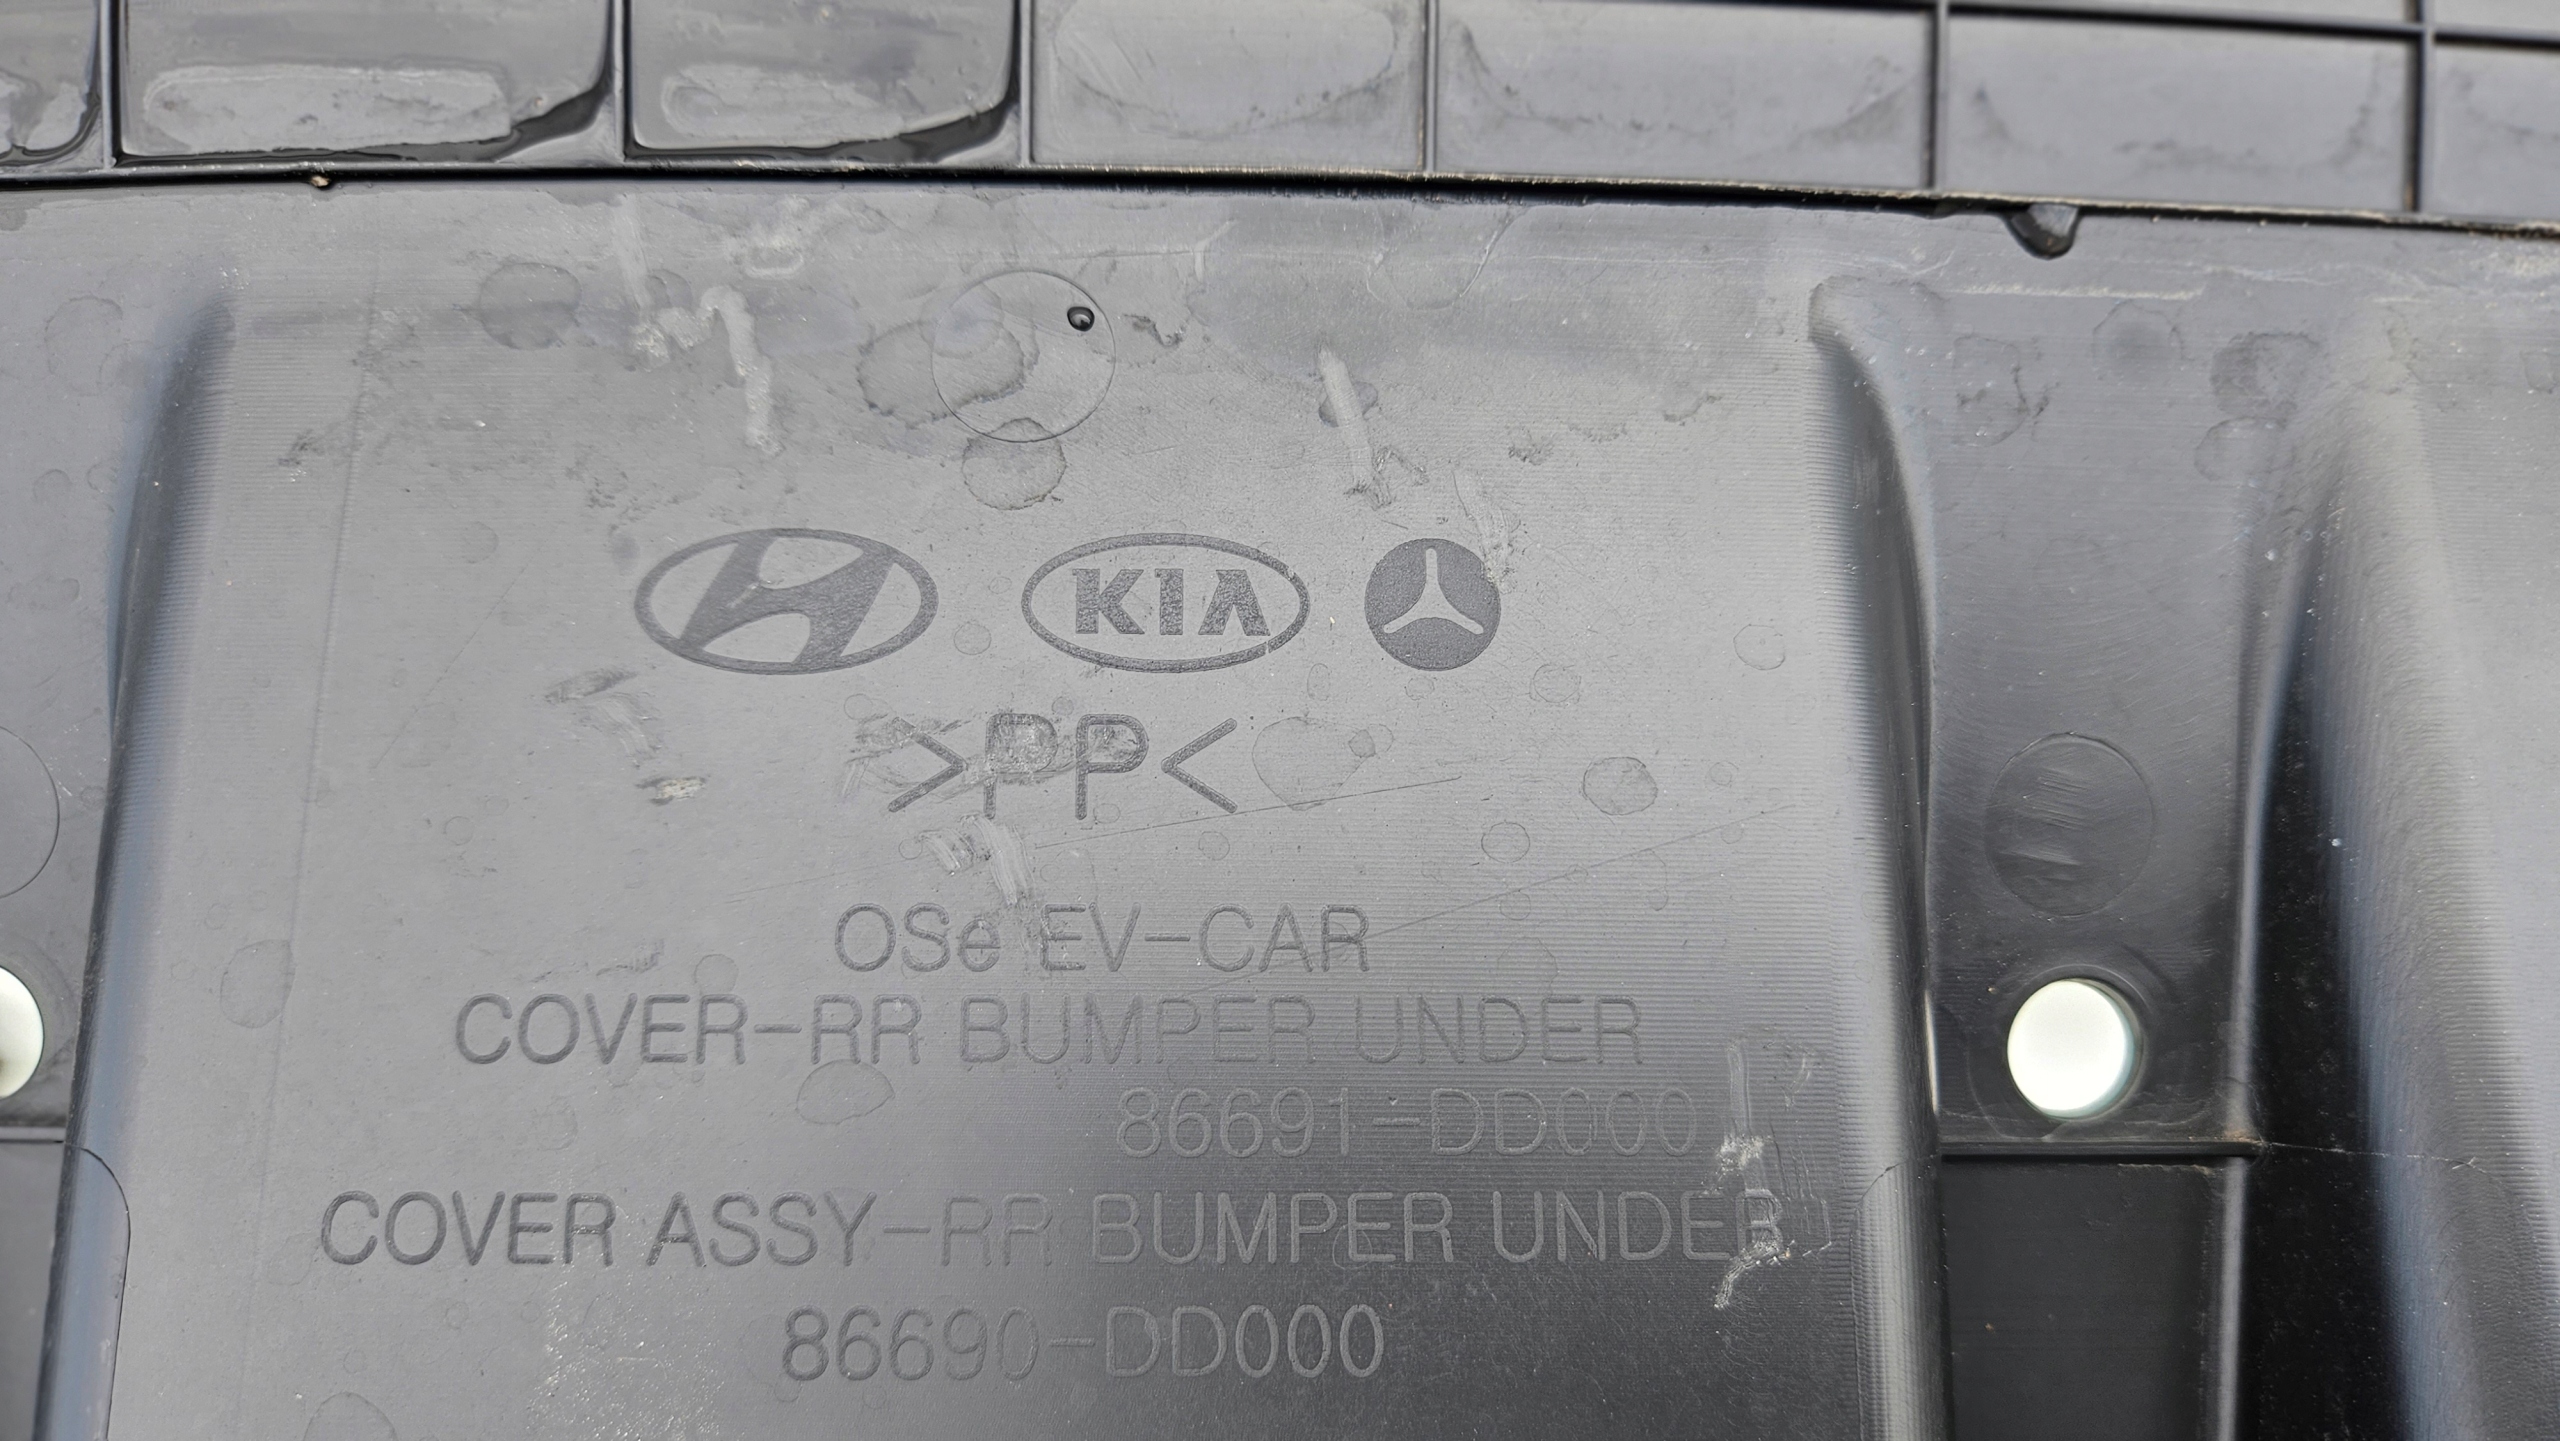 KIA
>PP<
OSe EV-CAR
COVER-RR BUMPER UNDER
86691-DD000
COVER ASSY-RR BUMPER UNDER
86690-DD000